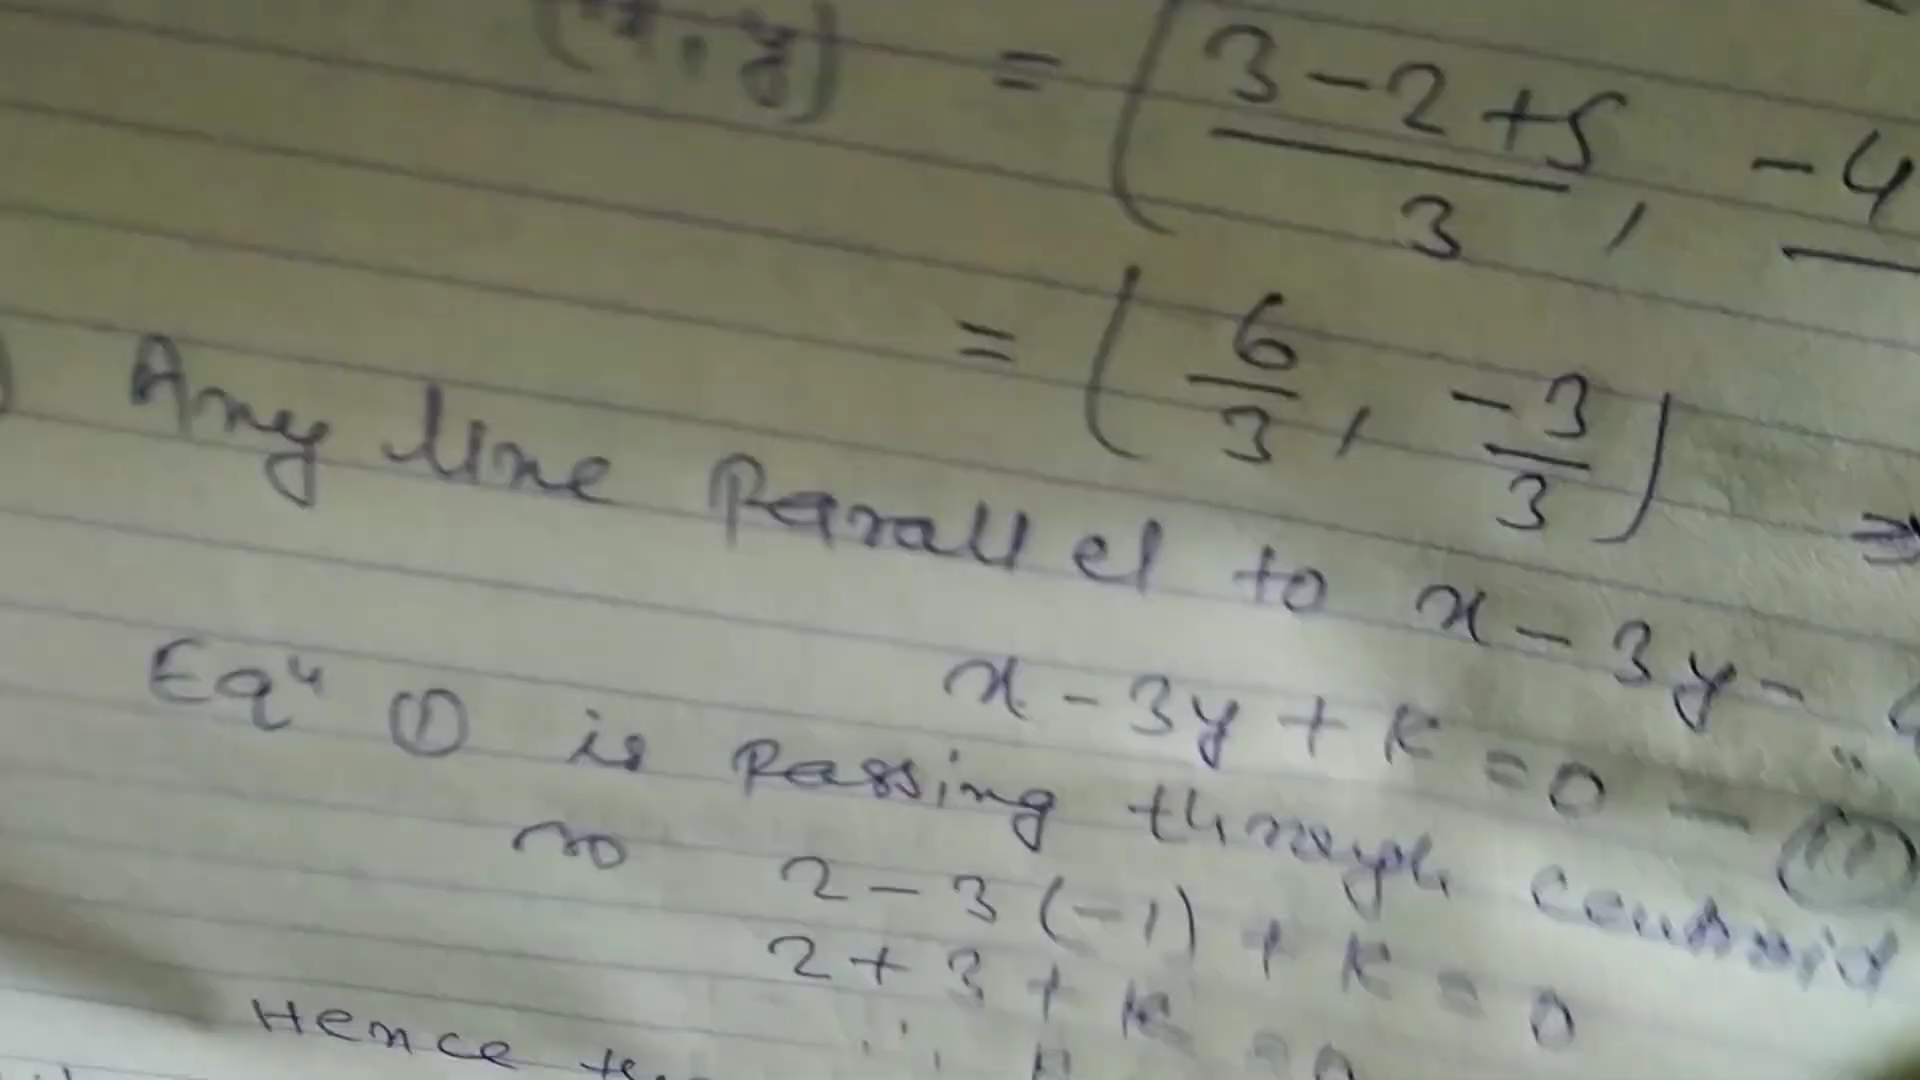 (x, y) = (3-2+5/3, -4
= (6/3, -3/3) ⇒
Any line Parallel to x-3y-
x-3y+k=0 - (11)
Eqⁿ ① is Passing through centroid
so 2-3(-1)+k=0
2+3+k=0
Hence